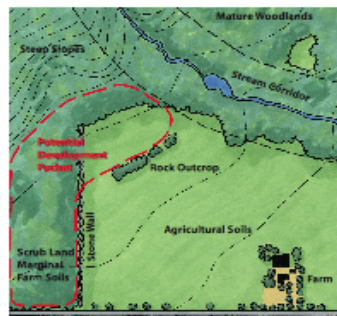 Mature Woodlands
Steep Slopes
Stream Corridor
Potential
Development
Pocket
Rock Outcrop
Stone Wall
Agricultural Soils
Scrub Land
Marginal
Farm Soils
Farm